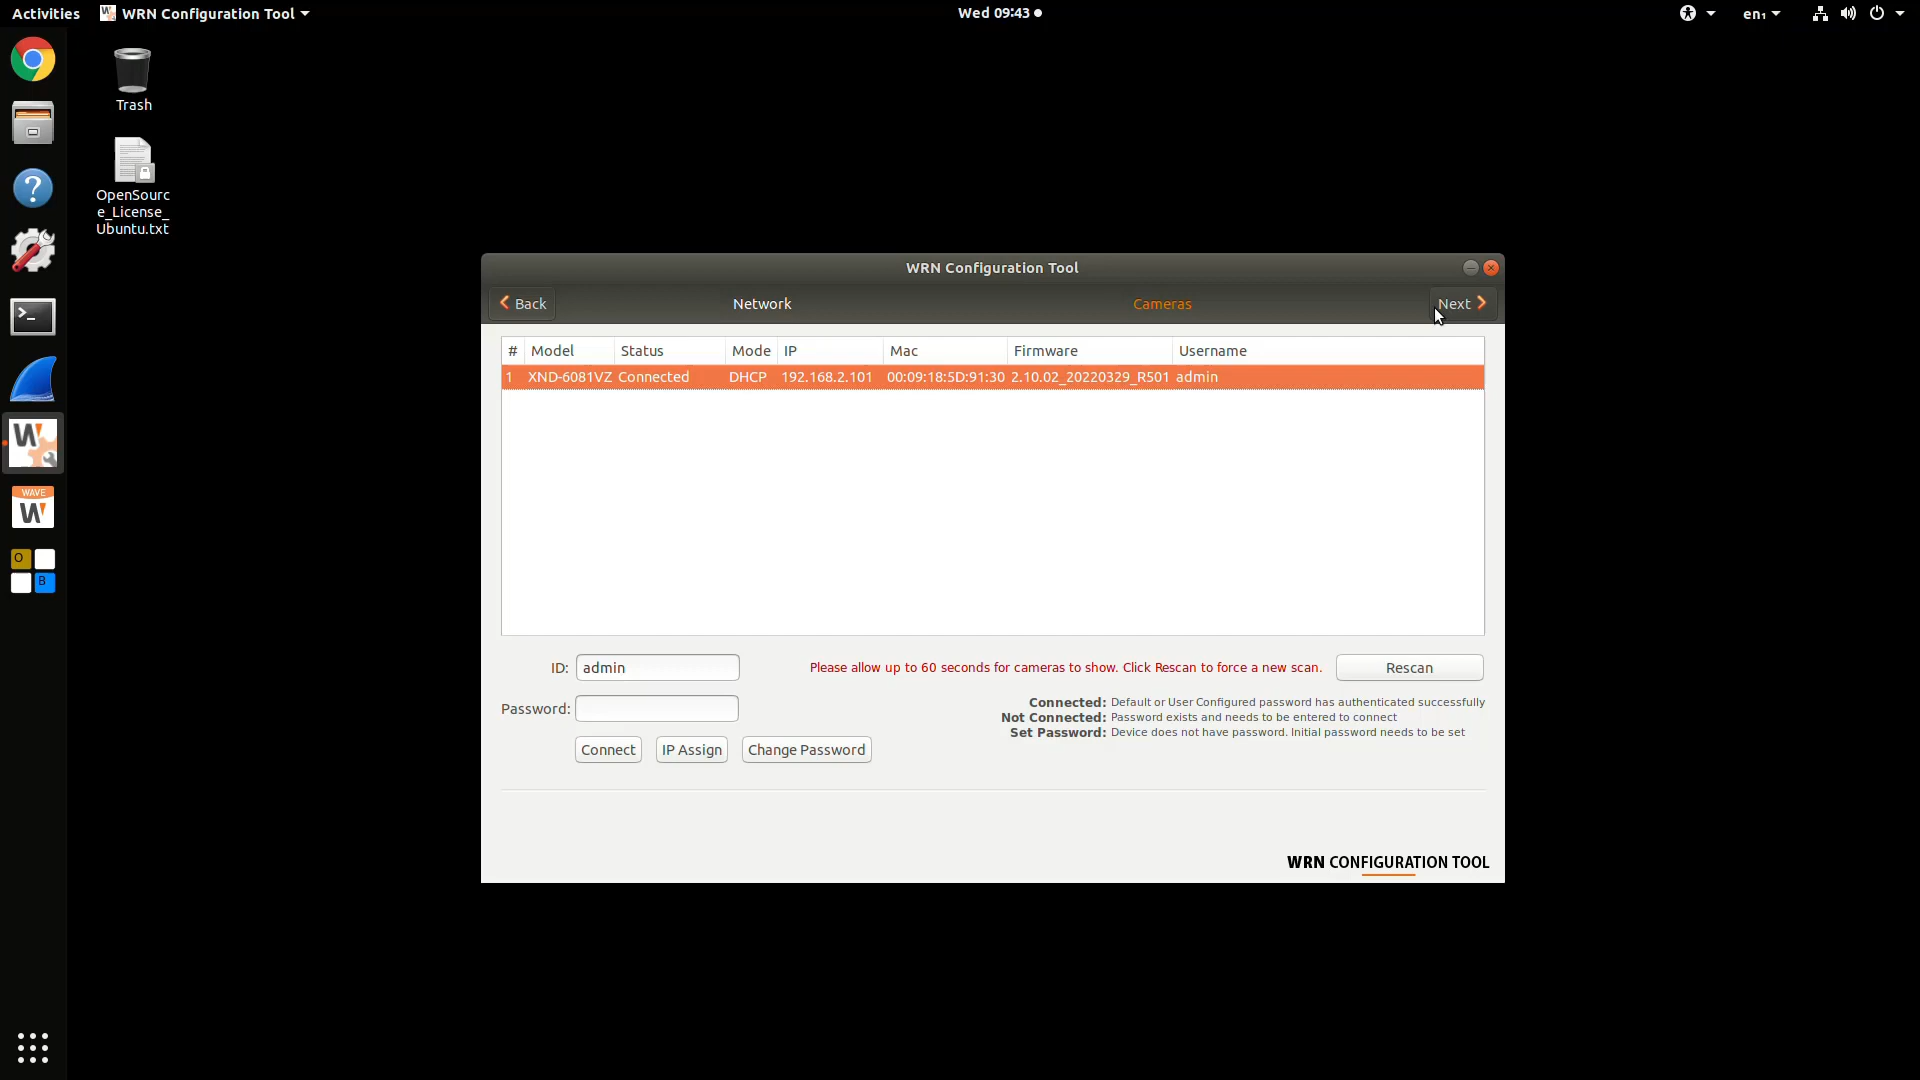 Activities WRN Configuration Tool Wed 09:43 en₁
Trash
OpenSourc
e_License_
Ubuntu.txt
WRN Configuration Tool
Back Network Cameras Next
# Model Status Mode IP Mac Firmware Username
1 XND-6081VZ Connected DHCP 192.168.2.101 00:09:18:5D:91:30 2.10.02_20220329_R501 admin
WAVE
W
O
B
ID: admin Please allow up to 60 seconds for cameras to show. Click Rescan to force a new scan. Rescan
Password:
Connected: Default or User Configured password has authenticated successfully
Not Connected: Password exists and needs to be entered to connect
Set Password: Device does not have password. Initial password needs to be set
Connect IP Assign Change Password
WRN CONFIGURATION TOOL